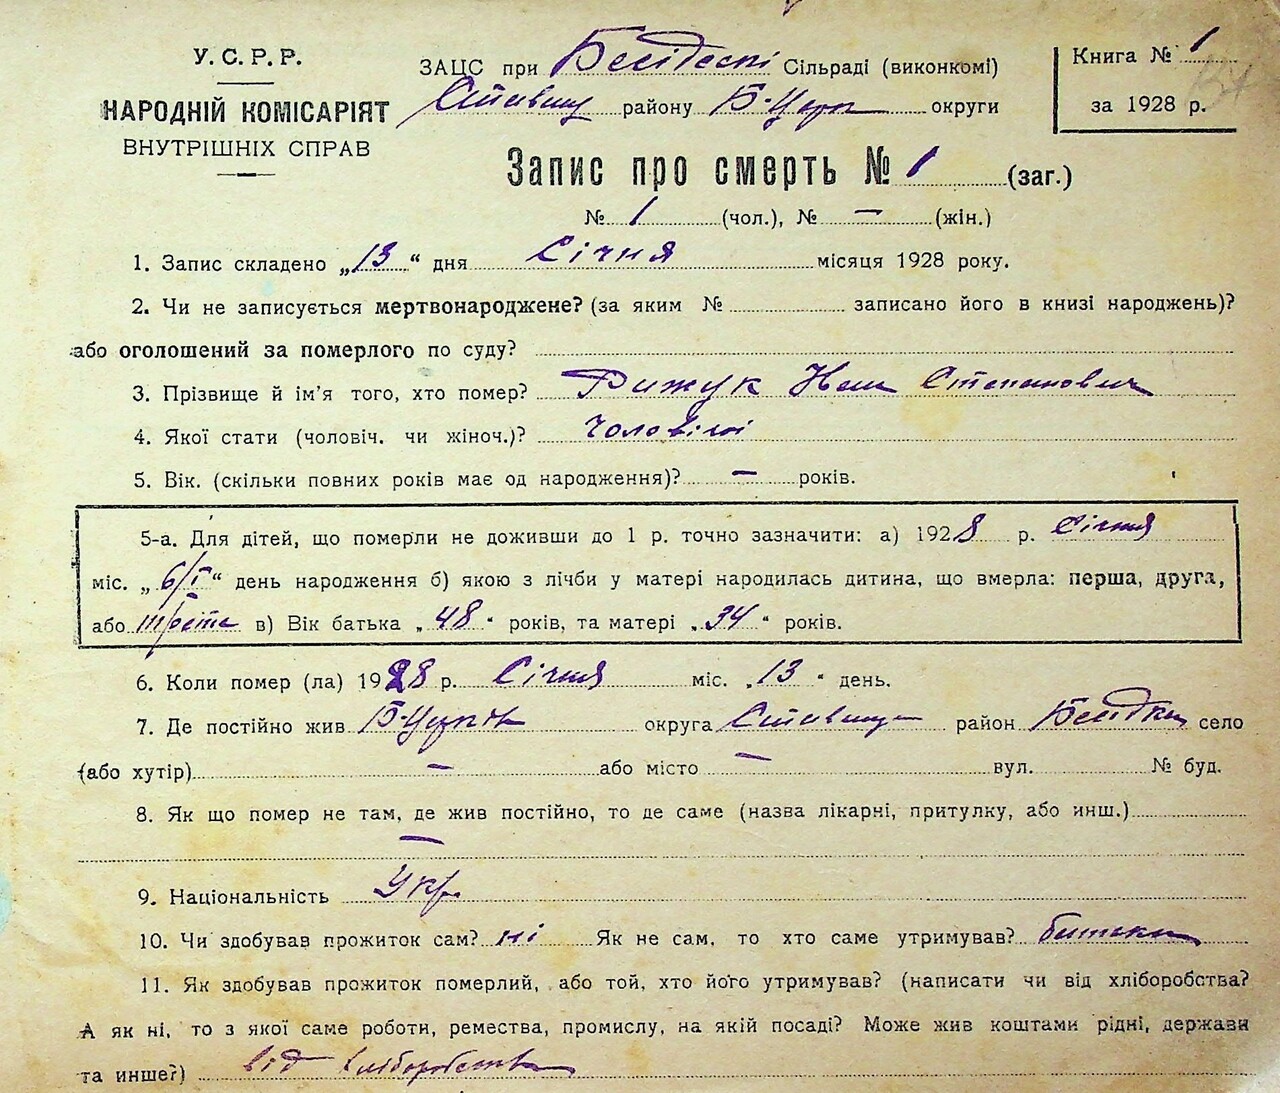 У.С.Р.Р.
НАРОДНІЙ КОМІСАРІЯТ
ВНУТРІШНІХ СПРАВ
ЗАЦС при Сільраді (виконкомі)
району Б-Церк округи
Книга № 1
за 1928 р.
Запис про смерть № 1 (заг.)
№ 1 (чол.), № — (жін.)
1. Запис складено „13“ дня Січня місяця 1928 року.
2. Чи не записується мертвонароджене? (за яким № записано його в книзі народжень)?
або оголошений за померлого по суду?
3. Прізвище й ім'я того, хто помер? Рижук Степанович
4. Якої стати (чоловіч. чи жіноч.)? чоловічої
5. Вік. (скільки повних років має од народження)? — років.
5-а. Для дітей, що померли не доживши до 1 р. точно зазначити: а) 1928 р. Січня
міс. „6/I“ день народження б) якою з лічби у матері народилась дитина, що вмерла: перша, друга,
або третя в) Вік батька „48“ років, та матері „34“ років.
6. Коли помер (ла) 1928 р. Січня міс. „13“ день.
7. Де постійно жив округа район село
(або хутір) — або місто — вул. № буд.
8. Як що помер не там, де жив постійно, то де саме (назва лікарні, притулку, або инш.)
—
9. Національність Укр.
10. Чи здобував прожиток сам? ні Як не сам, то хто саме утримував? батьки
11. Як здобував прожиток померлий, або той, хто його утримував? (написати чи від хліборобства?
А як ні, то з якої саме роботи, ремества, промислу, на якій посаді? Може жив коштами рідні, держави
та инше?) від хліборобства